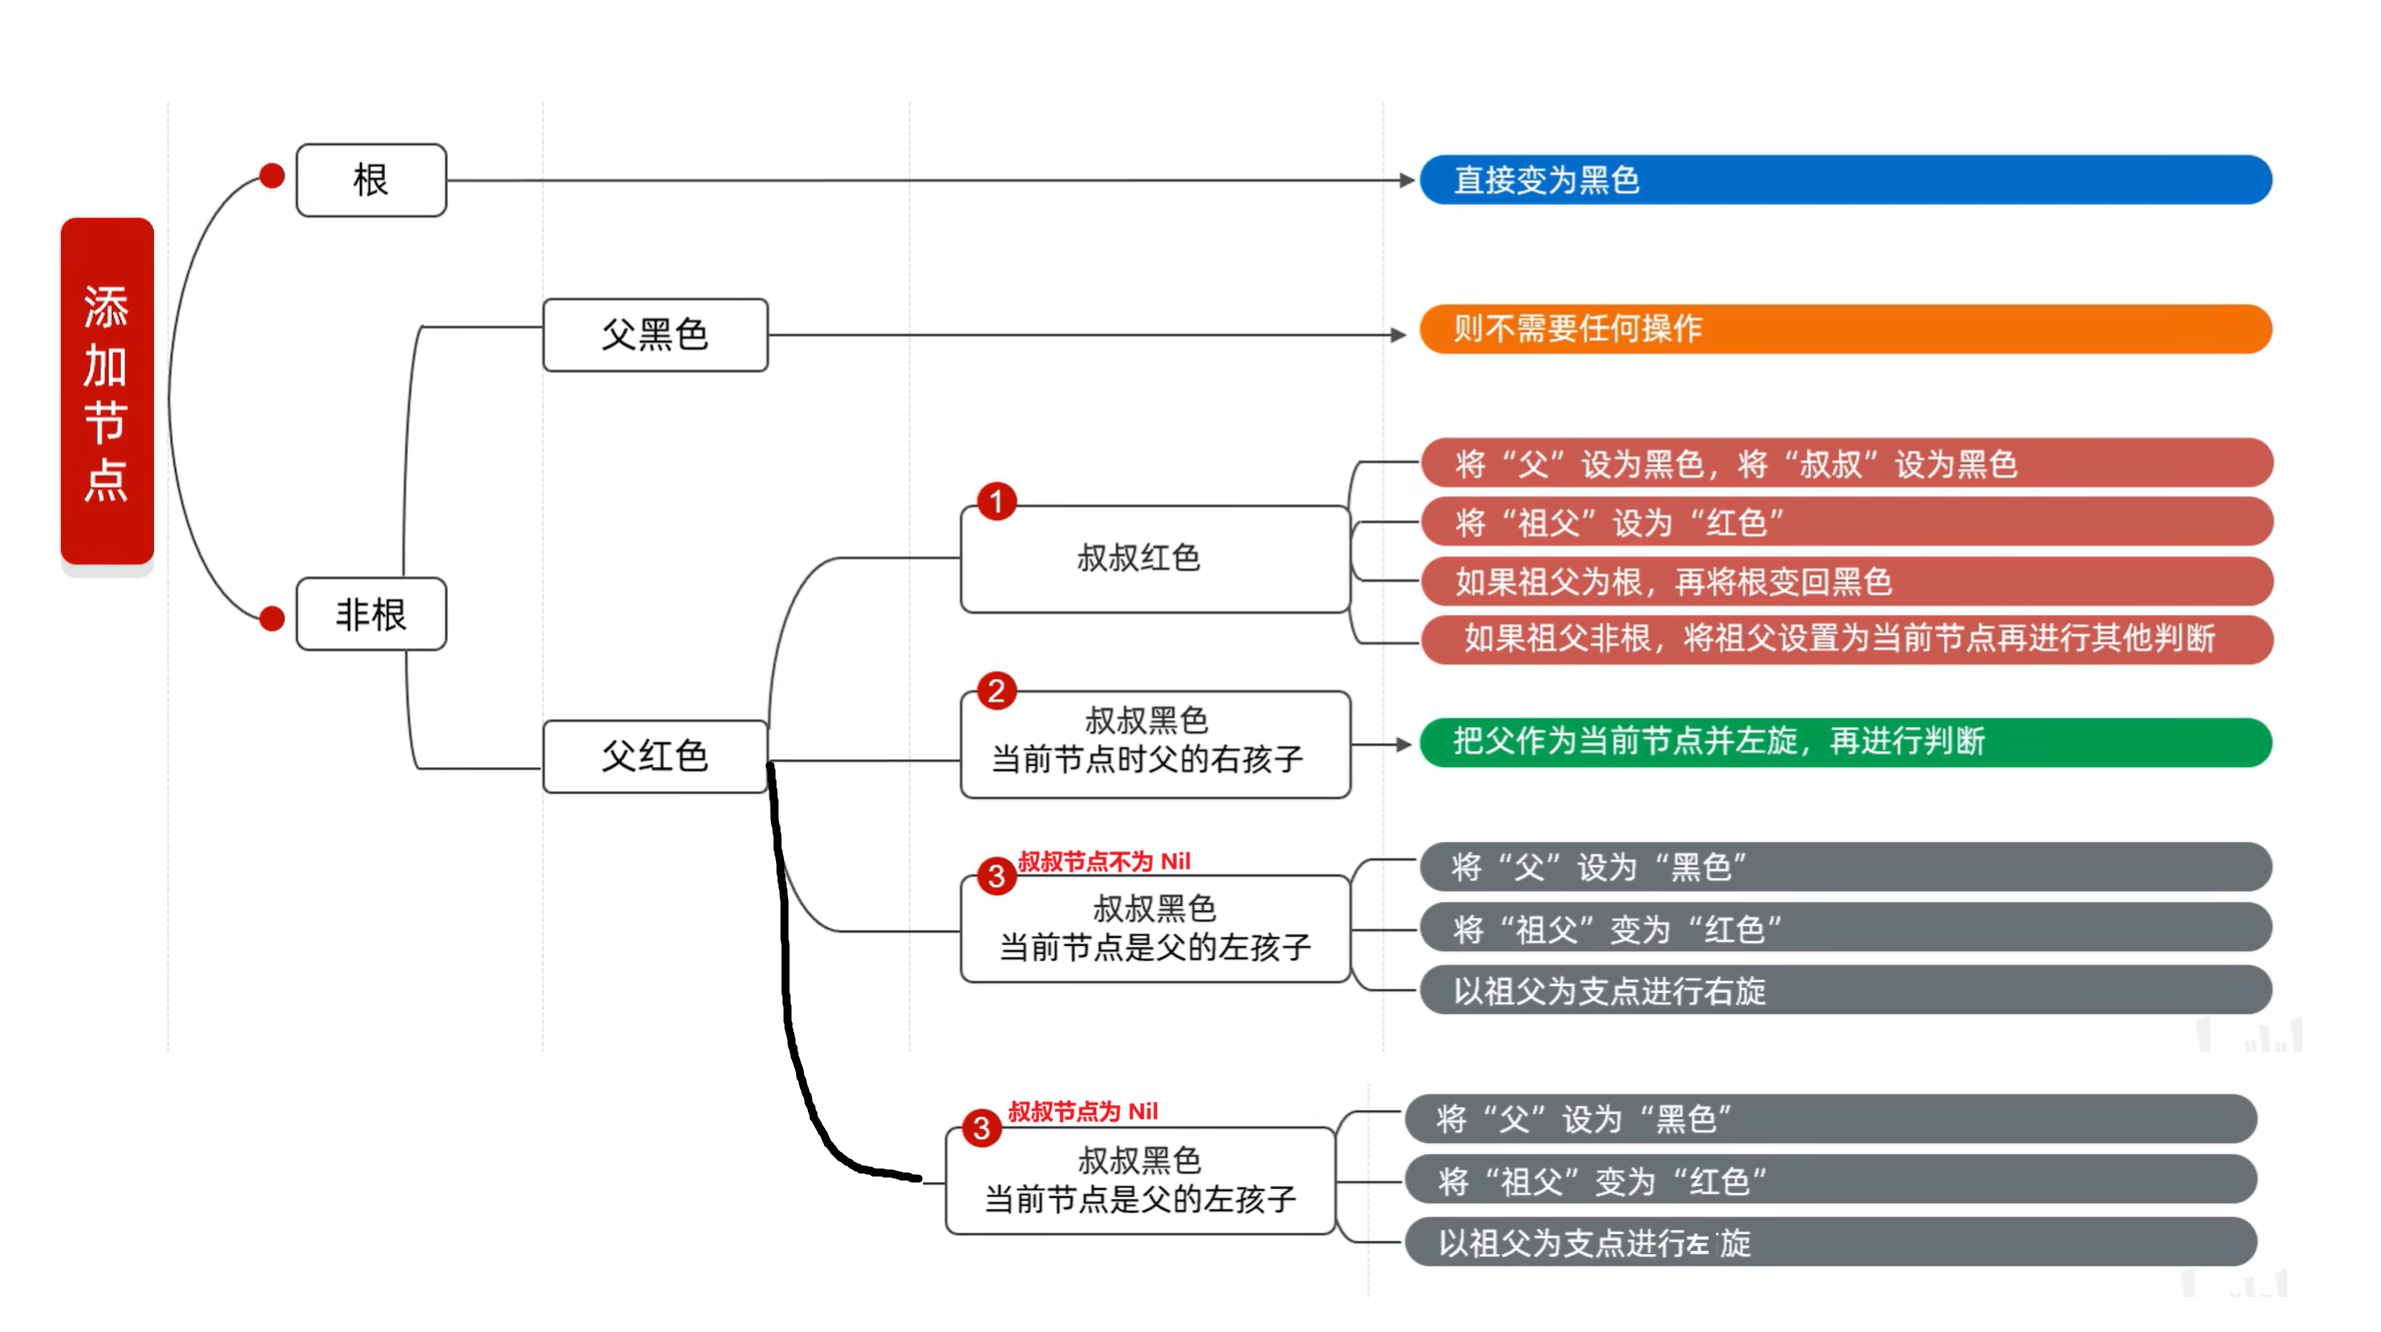 添加节点
根
直接变为黑色
父黑色
则不需要任何操作
非根
父红色
1
叔叔红色
将“父”设为黑色，将“叔叔”设为黑色
将“祖父”设为“红色”
如果祖父为根，再将根变回黑色
如果祖父非根，将祖父设置为当前节点再进行其他判断
2
叔叔黑色
当前节点时父的右孩子
把父作为当前节点并左旋，再进行判断
3
叔叔节点不为 Nil
叔叔黑色
当前节点是父的左孩子
将“父”设为“黑色”
将“祖父”变为“红色”
以祖父为支点进行右旋
3
叔叔节点为 Nil
叔叔黑色
当前节点是父的左孩子
将“父”设为“黑色”
将“祖父”变为“红色”
以祖父为支点进行左旋